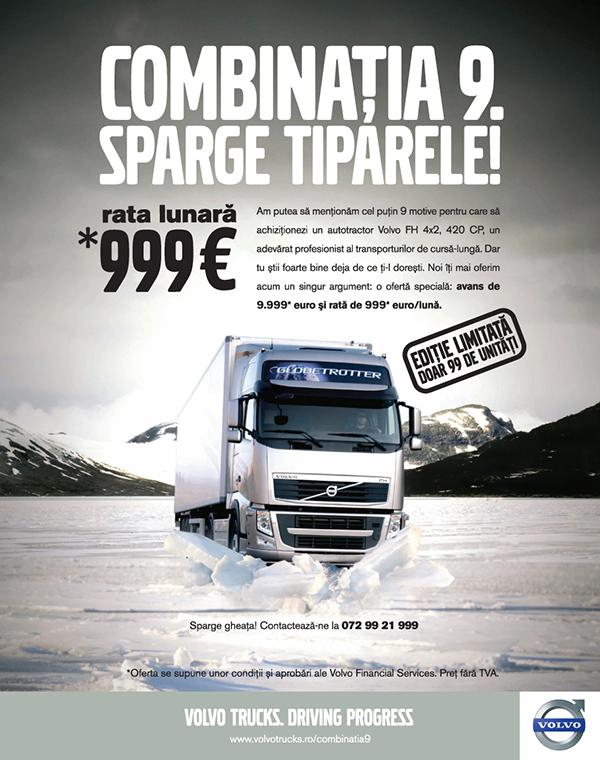 COMBINAȚIA 9.
SPARGE TIPARELE!
rata lunară
*999€
Am putea să menționăm cel puțin 9 motive pentru care să
achiziționezi un autotractor Volvo FH 4x2, 420 CP, un
adevărat profesionist al transporturilor de cursă-lungă. Dar
tu știi foarte bine deja de ce ți-l dorești. Noi îți mai oferim
acum un singur argument: o ofertă specială: avans de
9.999* euro și rată de 999* euro/lună.
EDIȚIE LIMITATĂ
DOAR 99 DE UNITĂȚI
GLOBETROTTER
VOLVO FH
Sparge gheața! Contactează-ne la 072 99 21 999
*Oferta se supune unor condiții și aprobări ale Volvo Financial Services. Preț fără TVA.
VOLVO TRUCKS. DRIVING PROGRESS
www.volvotrucks.ro/combinatia9
VOLVO